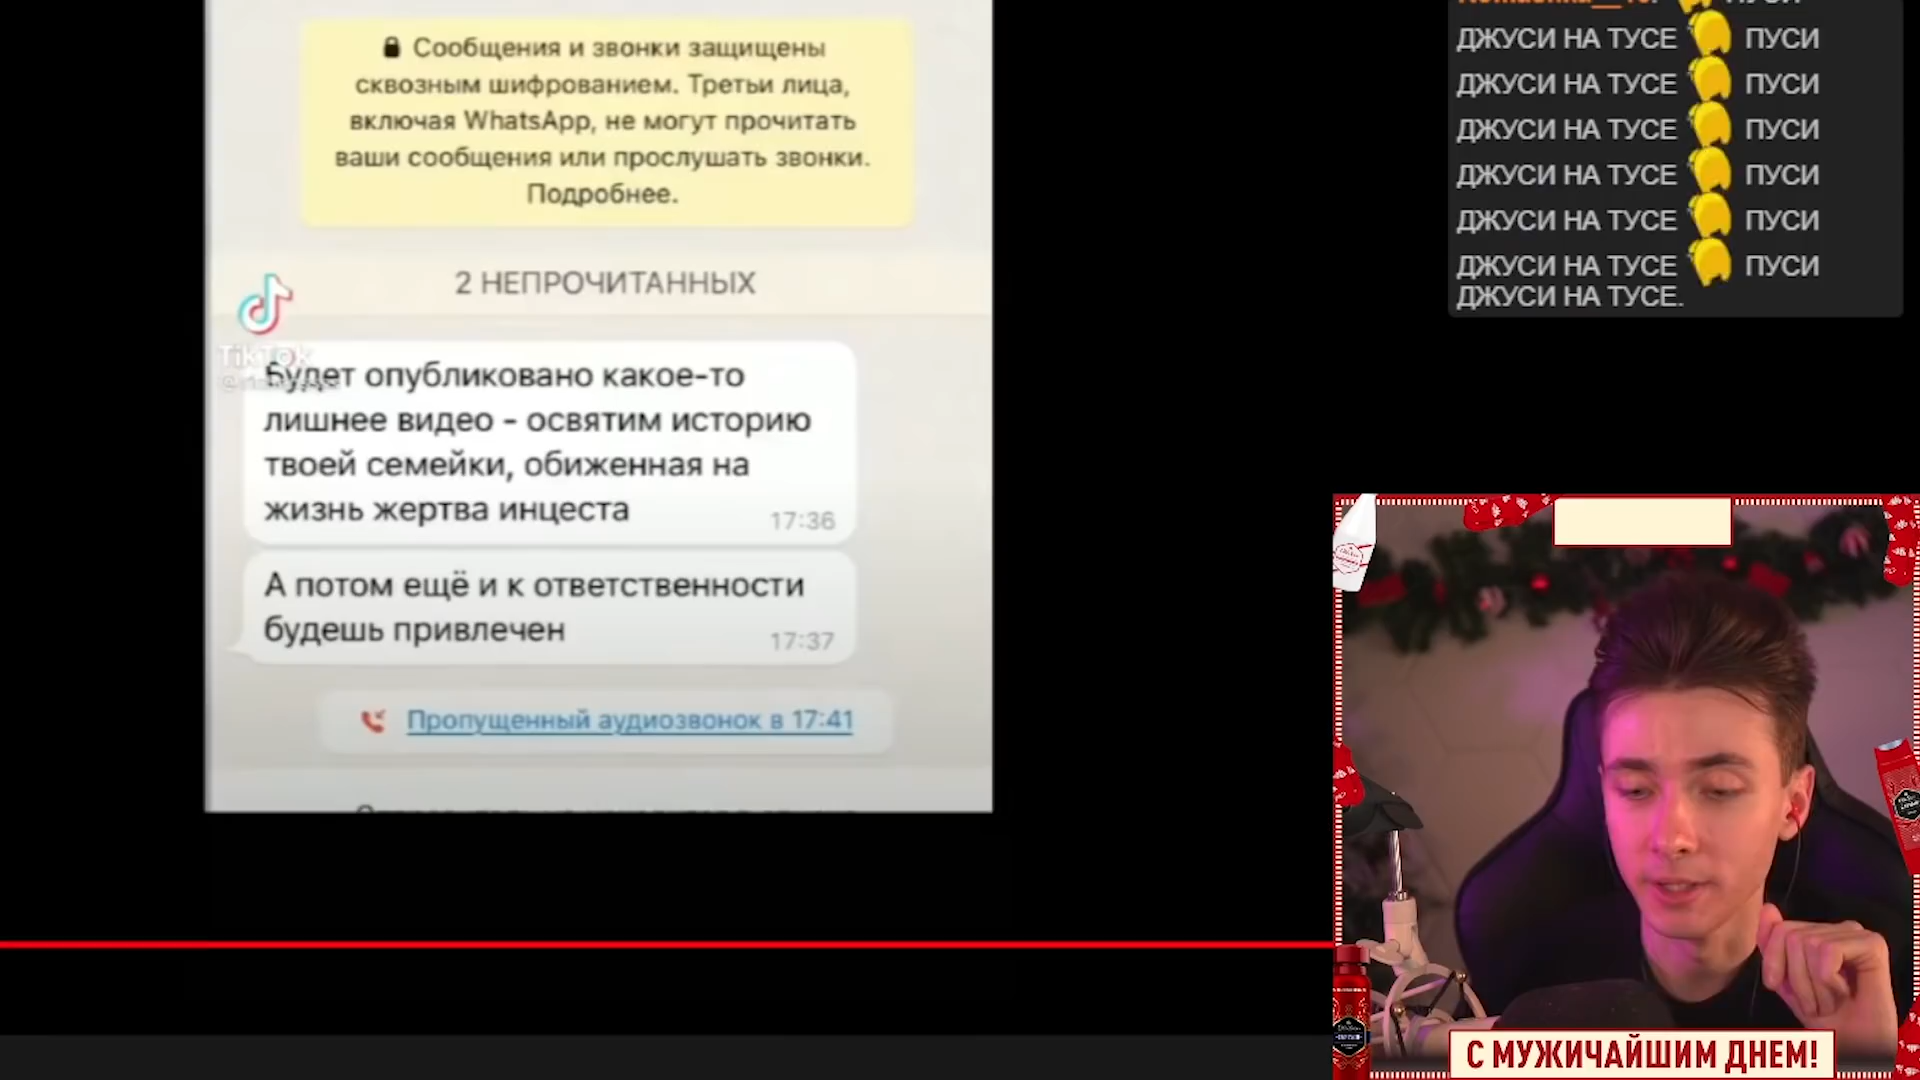 Сообщения и звонки защищены
сквозным шифрованием. Третьи лица,
включая WhatsApp, не могут прочитать
ваши сообщения или прослушать звонки.
Подробнее.
2 НЕПРОЧИТАННЫХ
TikTok
Будет опубликовано какое-то
лишнее видео - освятим историю
твоей семейки, обиженная на
жизнь жертва инцеста
17:36
А потом ещё и к ответственности
будешь привлечен
17:37
Пропущенный аудиозвонок в 17:41
ПУСИ
ДЖУСИ НА ТУСЕ ПУСИ
ДЖУСИ НА ТУСЕ ПУСИ
ДЖУСИ НА ТУСЕ ПУСИ
ДЖУСИ НА ТУСЕ ПУСИ
ДЖУСИ НА ТУСЕ ПУСИ
ДЖУСИ НА ТУСЕ ПУСИ
ДЖУСИ НА ТУСЕ.
С МУЖИЧАЙШИМ ДНЕМ!